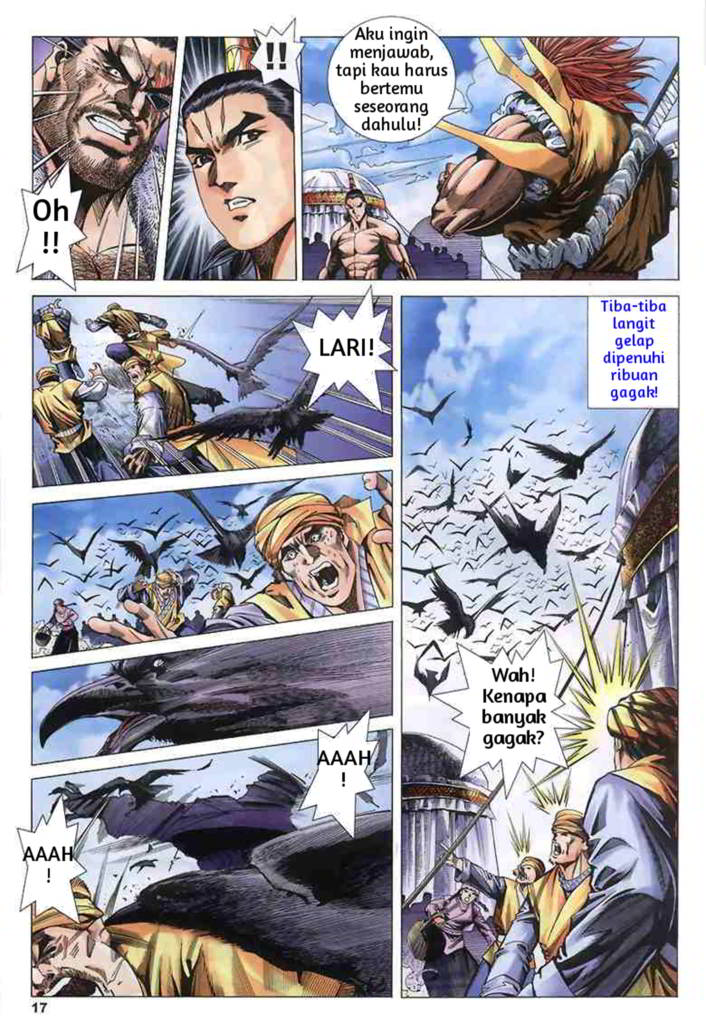 Oh
!!
!!
Aku ingin
menjawab,
tapi kau harus
bertemu
seseorang
dahulu!
Tiba-tiba
langit
gelap
dipenuhi
ribuan
gagak!
Wah!
Kenapa
banyak
gagak?
LARI!
AAAH
!
AAAH
!
17